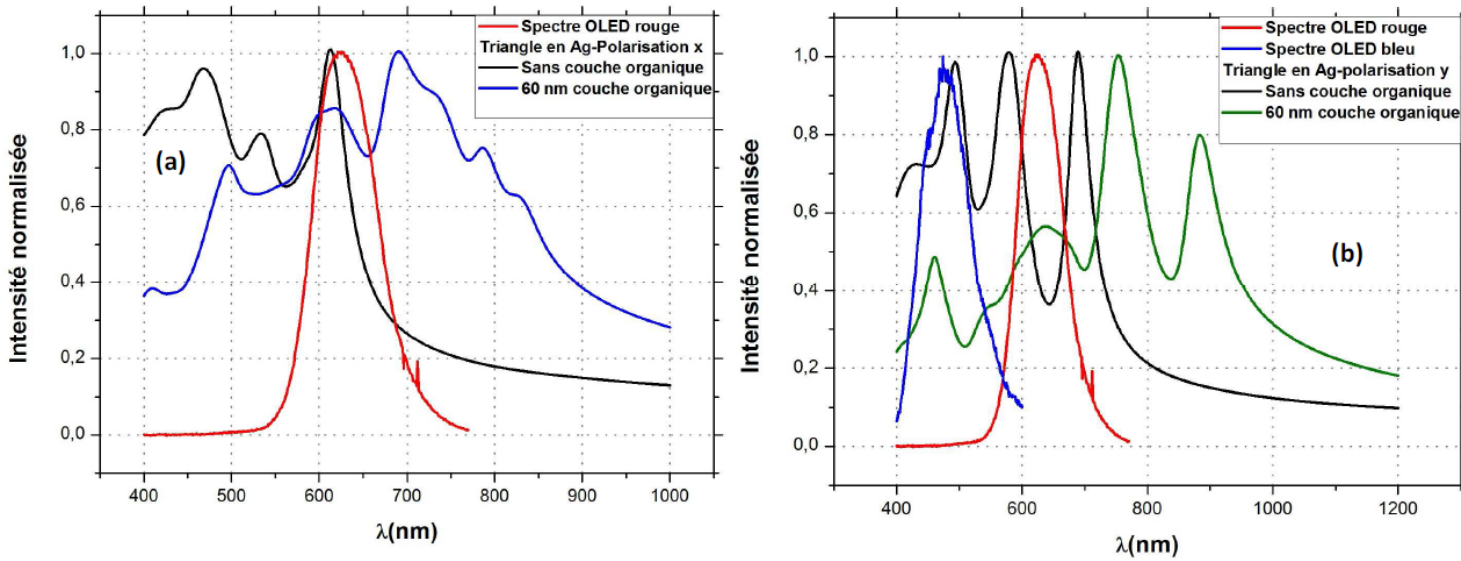 Spectre OLED rouge
Triangle en Ag-Polarisation x
Sans couche organique
60 nm couche organique
(a)
Intensité normalisée
1,0
0,8
0,6
0,4
0,2
0,0
400 500 600 700 800 900 1000
λ(nm)
Spectre OLED rouge
Spectre OLED bleu
Triangle en Ag-polarisation y
Sans couche organique
60 nm couche organique
(b)
Intensité normalisée
1,0
0,8
0,6
0,4
0,2
0,0
400 600 800 1000 1200
λ(nm)